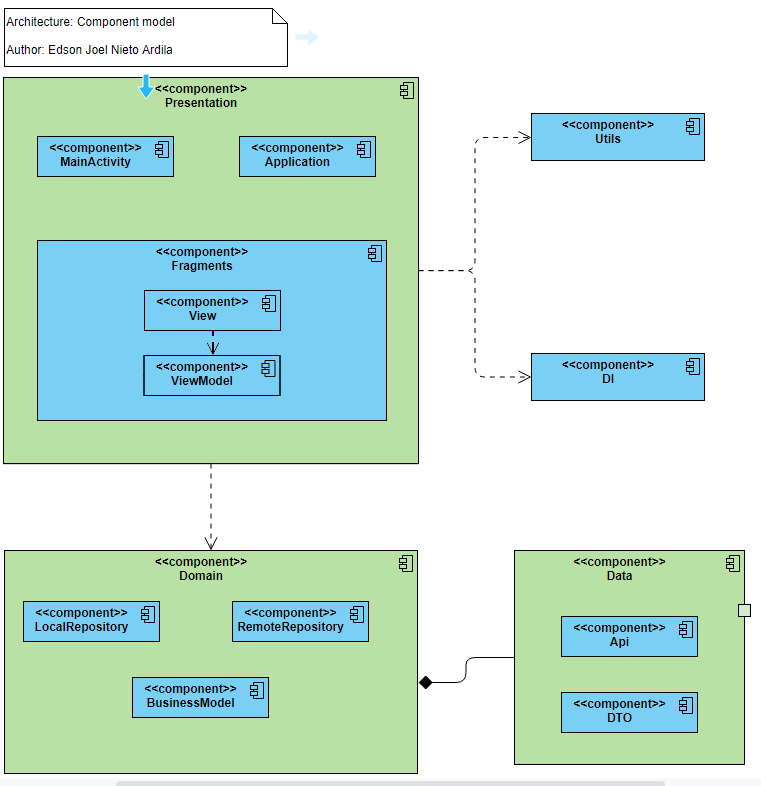 Architecture: Component model
Author: Edson Joel Nieto Ardila
<<component>>
Presentation
<<component>>
MainActivity
<<component>>
Application
<<component>>
Utils
<<component>>
Fragments
<<component>>
View
<<component>>
ViewModel
<<component>>
DI
<<component>>
Domain
<<component>>
LocalRepository
<<component>>
RemoteRepository
<<component>>
BusinessModel
<<component>>
Data
<<component>>
Api
<<component>>
DTO